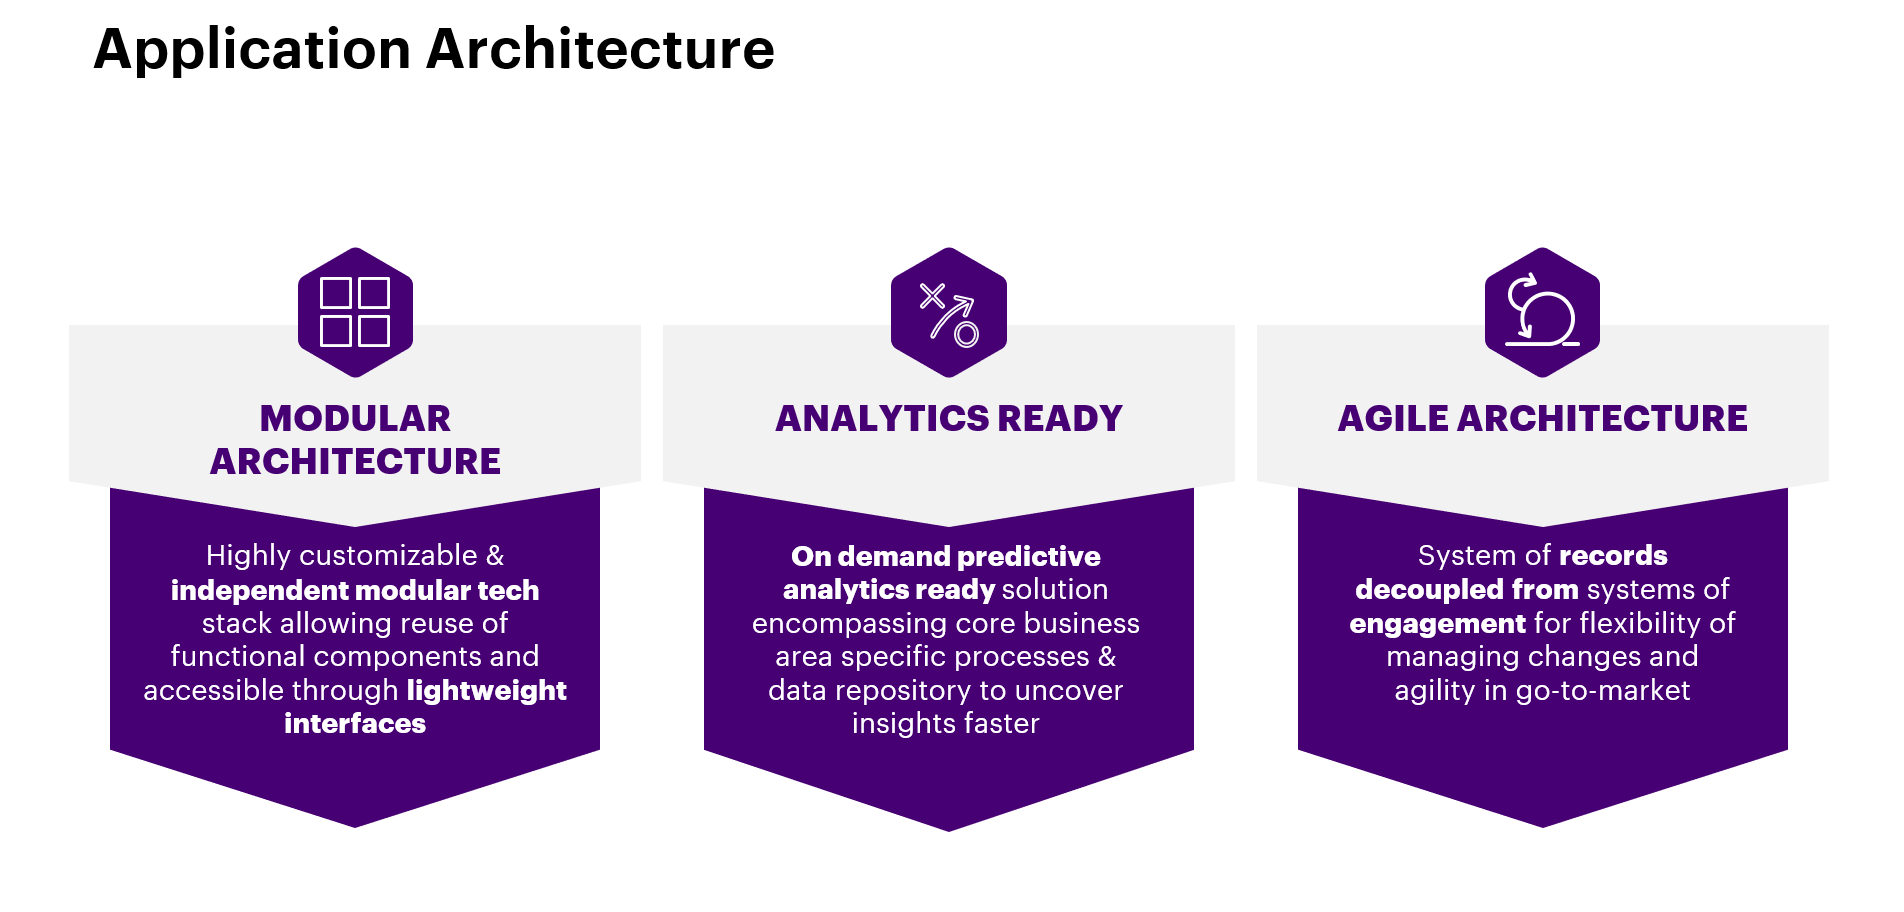 Application Architecture
MODULAR
ARCHITECTURE
Highly customizable &
independent modular tech
stack allowing reuse of
functional components and
accessible through lightweight
interfaces
ANALYTICS READY
On demand predictive
analytics ready solution
encompassing core business
area specific processes &
data repository to uncover
insights faster
AGILE ARCHITECTURE
System of records
decoupled from systems of
engagement for flexibility of
managing changes and
agility in go-to-market